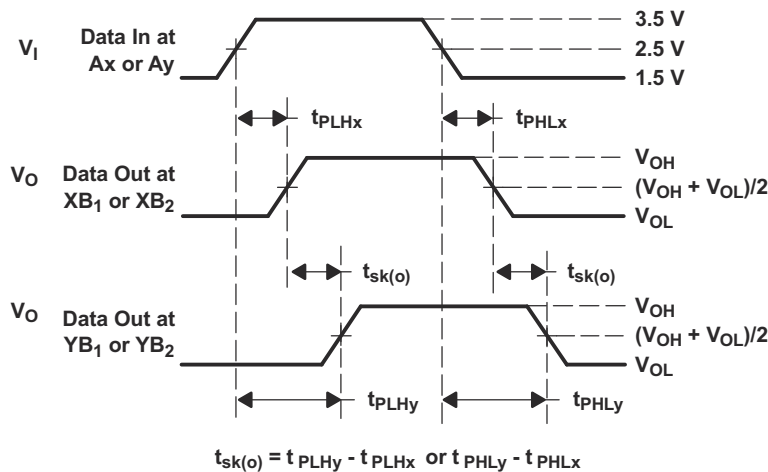 3.5 V
V_I
Data In at
Ax or Ay
2.5 V
1.5 V
t_PLHx
t_PHLx
V_O
Data Out at
XB_1 or XB_2
V_OH
(V_OH + V_OL)/2
V_OL
t_sk(o)
t_sk(o)
V_O
Data Out at
YB_1 or YB_2
V_OH
(V_OH + V_OL)/2
V_OL
t_PLHy
t_PHLy
t_sk(o) = t_PLHy - t_PLHx or t_PHLy - t_PHLx